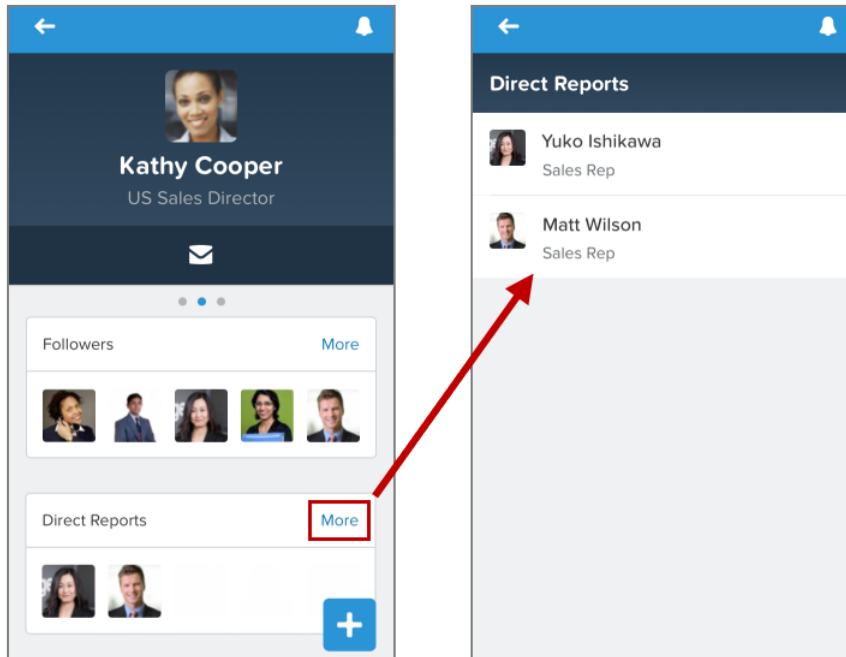 Kathy Cooper
US Sales Director
Followers More
Direct Reports More
Direct Reports
Yuko Ishikawa
Sales Rep
Matt Wilson
Sales Rep